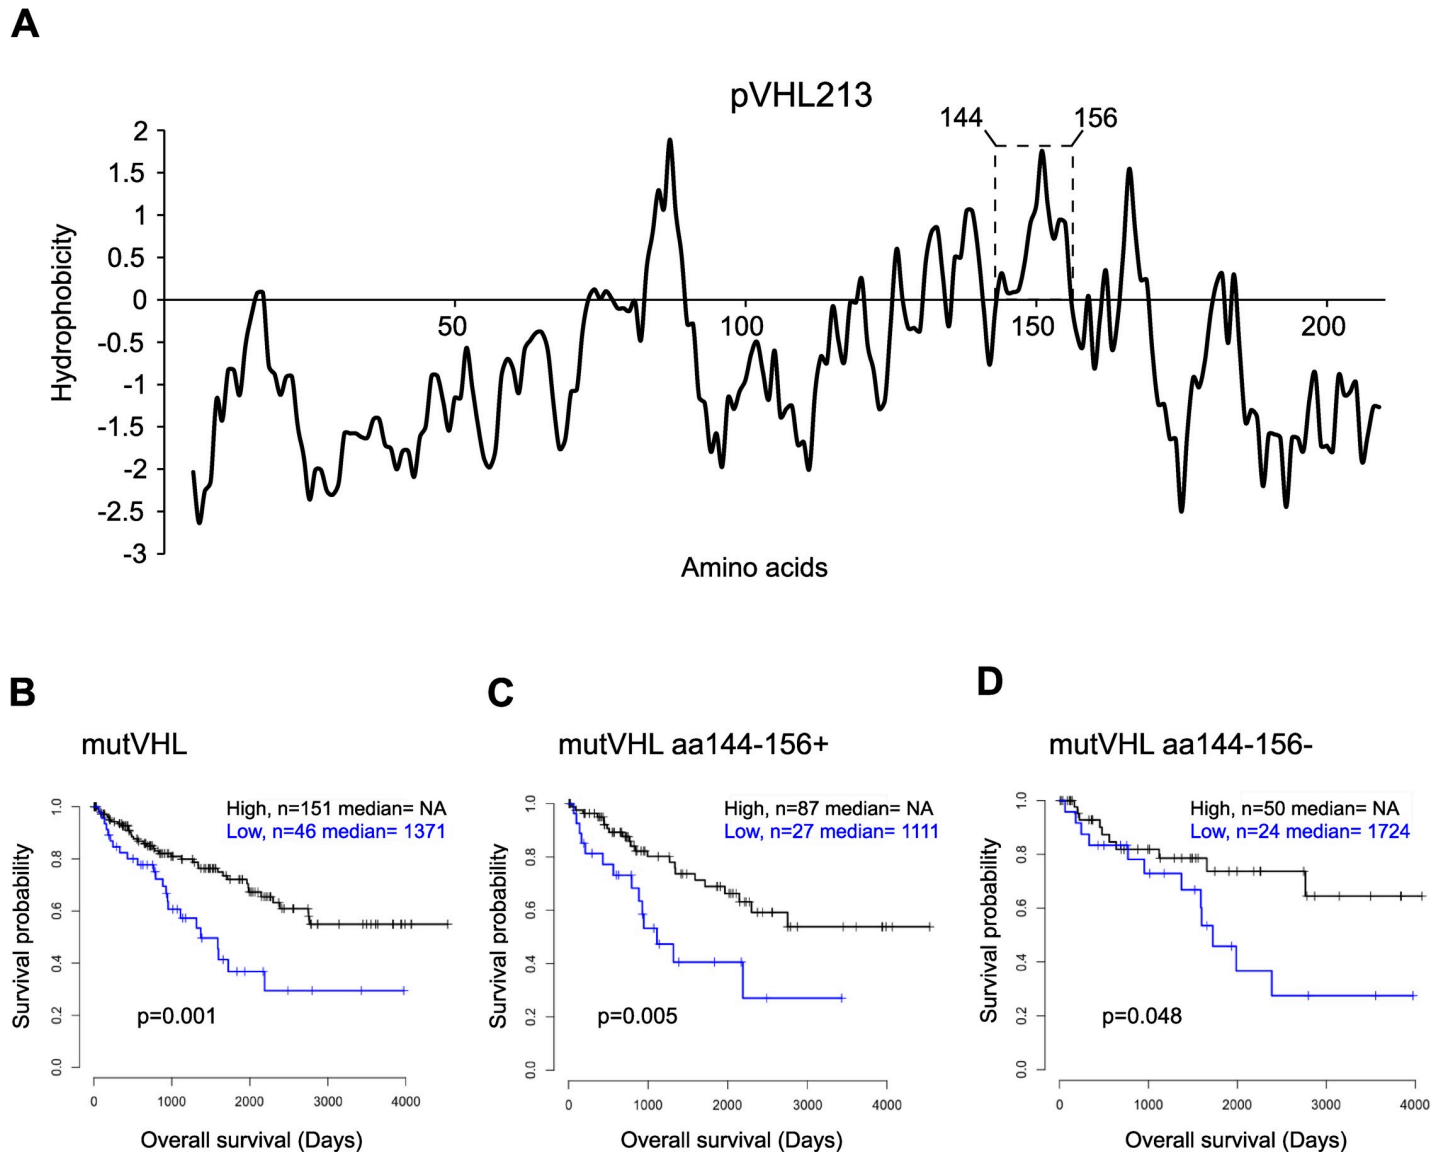 A
pVHL213
144
156
2
1.5
1
0.5
0
-0.5
-1
-1.5
-2
-2.5
-3
Hydrophobicity
50
100
150
200
Amino acids
B
mutVHL
High, n=151 median= NA
Low, n=46 median= 1371
1.0
0.8
0.6
0.4
0.2
0.0
Survival probability
p=0.001
0
1000
2000
3000
4000
Overall survival (Days)
C
mutVHL aa144-156+
High, n=87 median= NA
Low, n=27 median= 1111
1.0
0.8
0.6
0.4
0.2
0.0
Survival probability
p=0.005
0
1000
2000
3000
4000
Overall survival (Days)
D
mutVHL aa144-156-
High, n=50 median= NA
Low, n=24 median= 1724
1.0
0.8
0.6
0.4
0.2
0.0
Survival probability
p=0.048
0
1000
2000
3000
4000
Overall survival (Days)